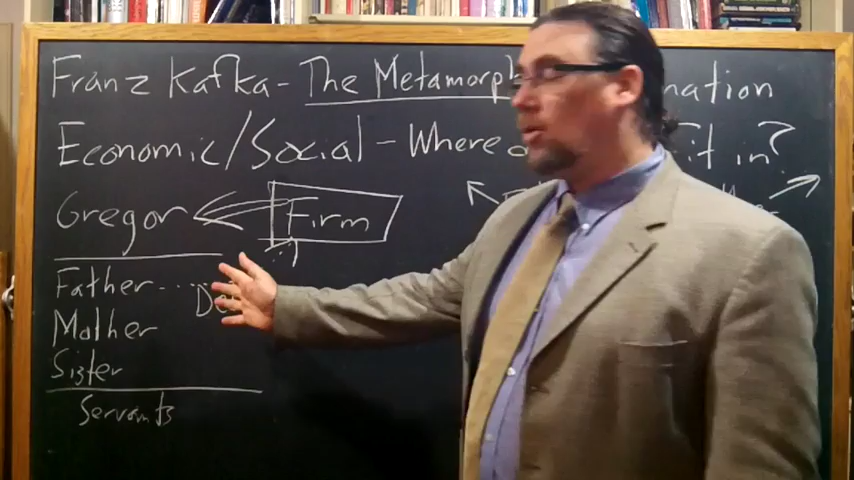 Franz Kafka - The Metamorph nation
Economic/Social - Where it in?
Gregor Firm
Father
Mother
Sister
Servants